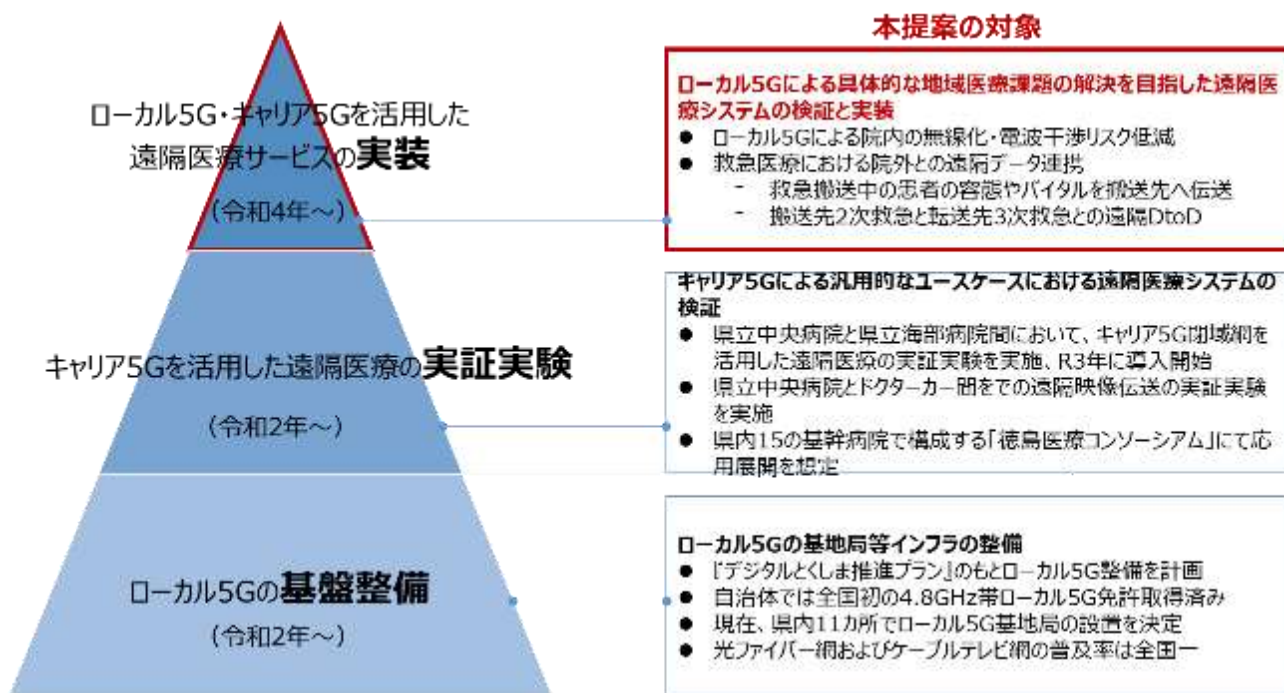 本提案の対象
ローカル5G・キャリア5Gを活用した
遠隔医療サービスの実装
(令和4年~)
ローカル5Gによる具体的な地域医療課題の解決を目指した遠隔医
療システムの検証と実装
● ローカル5Gによる院内の無線化・電波干渉リスク低減
● 救急医療における院外との遠隔データ連携
- 救急搬送中の患者の容態やバイタルを搬送先へ伝送
- 搬送先2次救急と転送先3次救急との遠隔DtoD
キャリア5Gを活用した遠隔医療の実証実験
(令和2年~)
キャリア5Gによる汎用的なユースケースにおける遠隔医療システムの
検証
● 県立中央病院と県立海部病院間において、キャリア5G閉域網を
活用した遠隔医療の実証実験を実施、R3年に導入開始
● 県立中央病院とドクターカー間をでの遠隔映像伝送の実証実験
を実施
● 県内15の基幹病院で構成する「徳島医療コンソーシアム」にて応
用展開を想定
ローカル5Gの基盤整備
(令和2年~)
ローカル5Gの基地局等インフラの整備
● 『デジタルとくしま推進プラン』のもとローカル5G整備を計画
● 自治体では全国初の4.8GHz帯ローカル5G免許取得済み
● 現在、県内11カ所でローカル5G基地局の設置を決定
● 光ファイバー網およびケーブルテレビ網の普及率は全国一